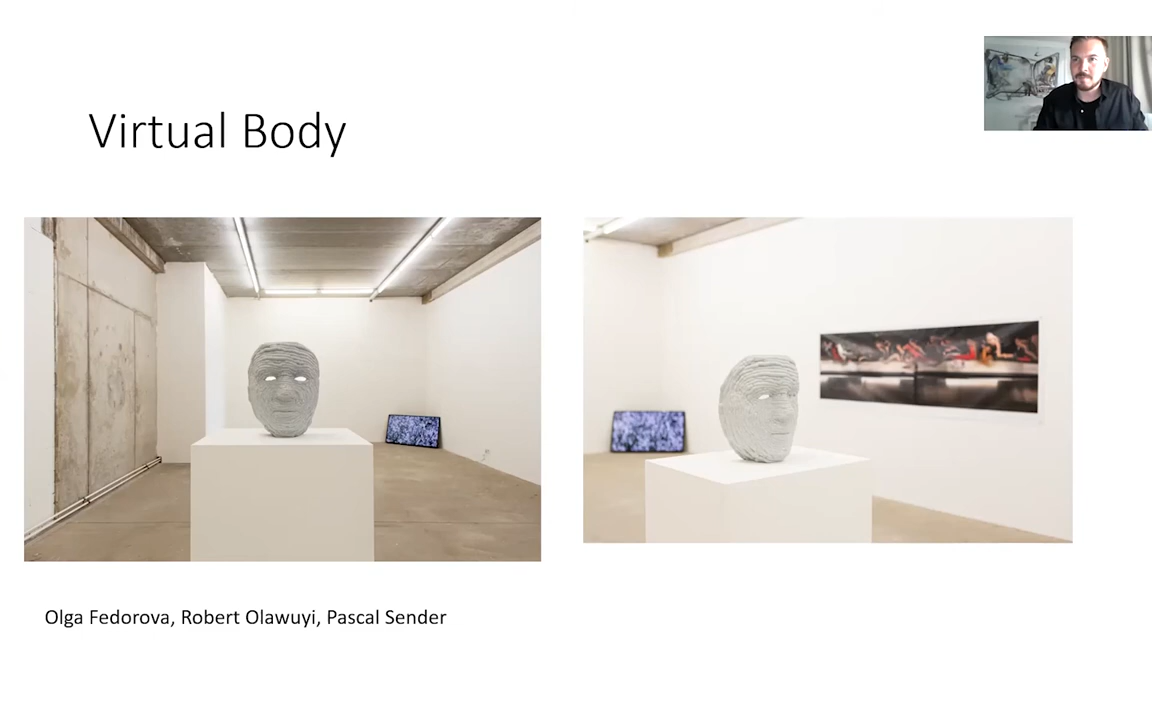 Virtual Body
Olga Fedorova, Robert Olawuyi, Pascal Sender